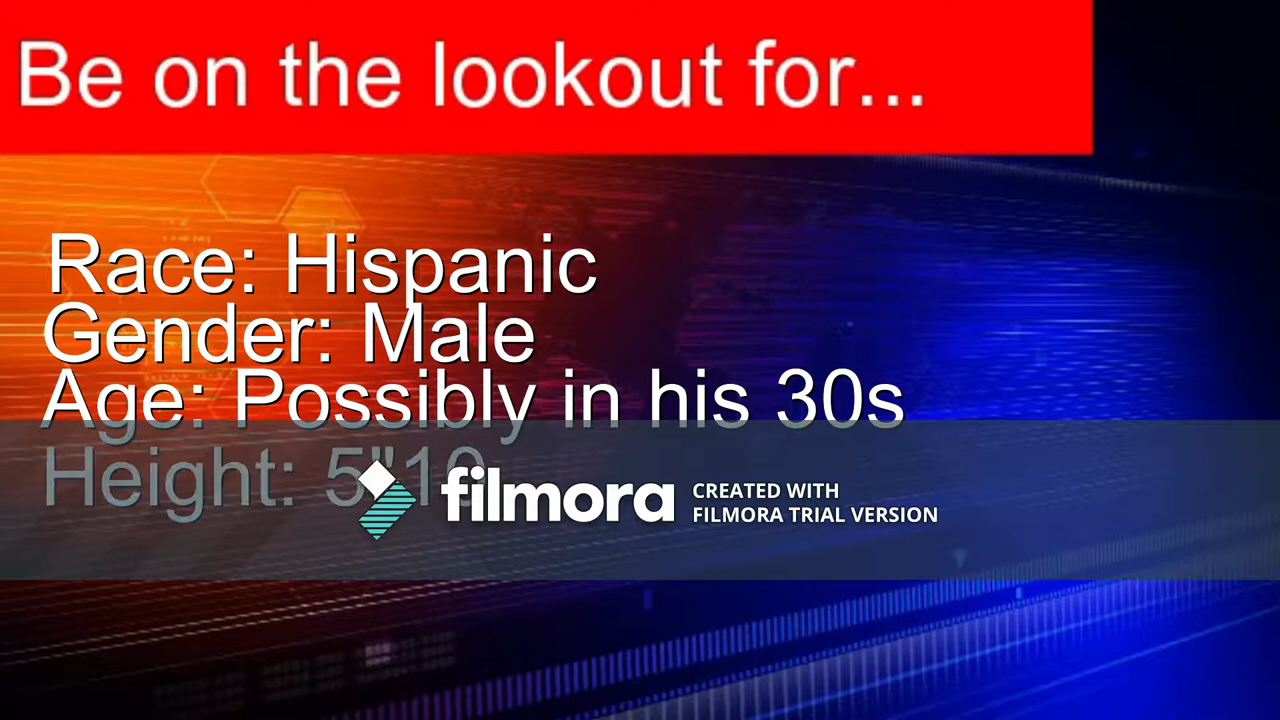 Be on the lookout for...
Race: Hispanic
Gender: Male
Age: Possibly in his 30s
Height: 5"10
filmora
CREATED WITH
FILMORA TRIAL VERSION